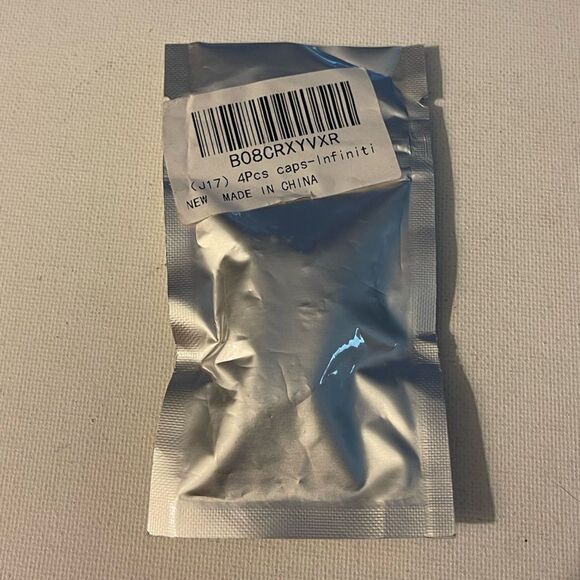 B08CRXYVXR
(J17) 4Pcs caps-Infiniti
NEW MADE IN CHINA